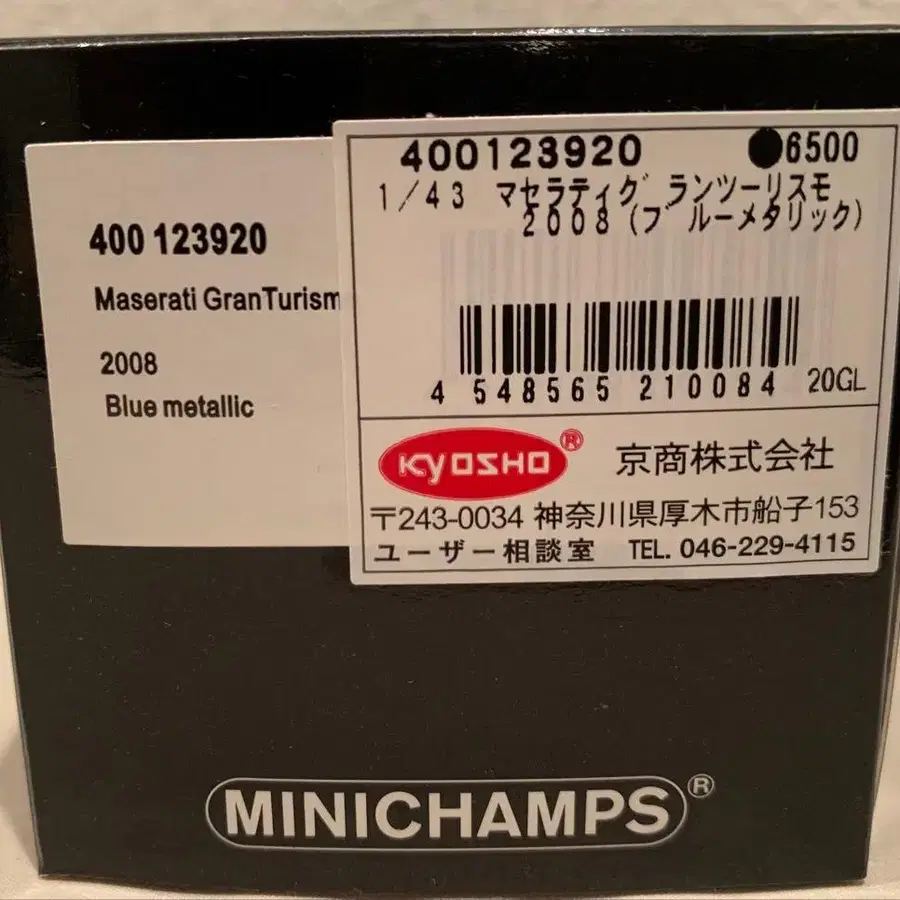 400 123920
Maserati GranTurism
2008
Blue metallic
400123920 ●6500
1/43 マセラティグランツーリスモ
2008(ブルーメタリック)
4 548565 210084 20GL
KYOSHO® 京商株式会社
〒243-0034 神奈川県厚木市船子153
ユーザー相談室 TEL. 046-229-4115
MINICHAMPS®